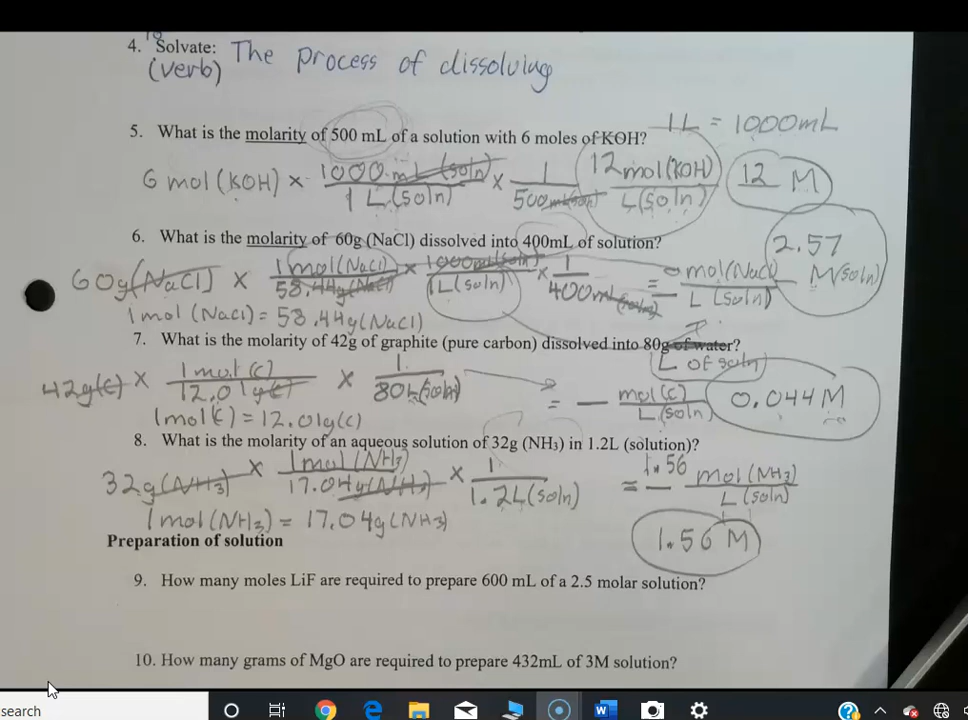 4. Solvate: The process of dissolving
(verb)
5. What is the molarity of 500 mL of a solution with 6 moles of KOH? 1L = 1000mL
6 mol (KOH) × 1000 mL (soln) / 1 L (soln) × 1 / 500mL(soln) 12 mol (KOH) / L (soln) 12 M
6. What is the molarity of 60g (NaCl) dissolved into 400mL of solution?
60g (NaCl) × 1 mol (NaCl) / 58.44g (NaCl) × 1000mL(soln) / 1L(soln) × 1 / 400mL(soln) = mol(NaCl) / L (soln) 2.57 M(soln)
1 mol (NaCl) = 58.44g (NaCl)
7. What is the molarity of 42g of graphite (pure carbon) dissolved into 80g of water?
L of soln
42g(c) × 1 mol (c) / 12.01g(c) × 1 / 80L(soln) = mol(c) / L(soln) 0.044 M
1 mol(c) = 12.01g(c)
8. What is the molarity of an aqueous solution of 32g (NH₃) in 1.2L (solution)?
32g (NH₃) × 1 mol (NH₃) / 17.04g (NH₃) × 1 / 1.2L(soln) = 1.56 mol (NH₃) / L (soln)
1 mol (NH₃) = 17.04g (NH₃)
1.56 M
Preparation of solution
9. How many moles LiF are required to prepare 600 mL of a 2.5 molar solution?
10. How many grams of MgO are required to prepare 432mL of 3M solution?
search